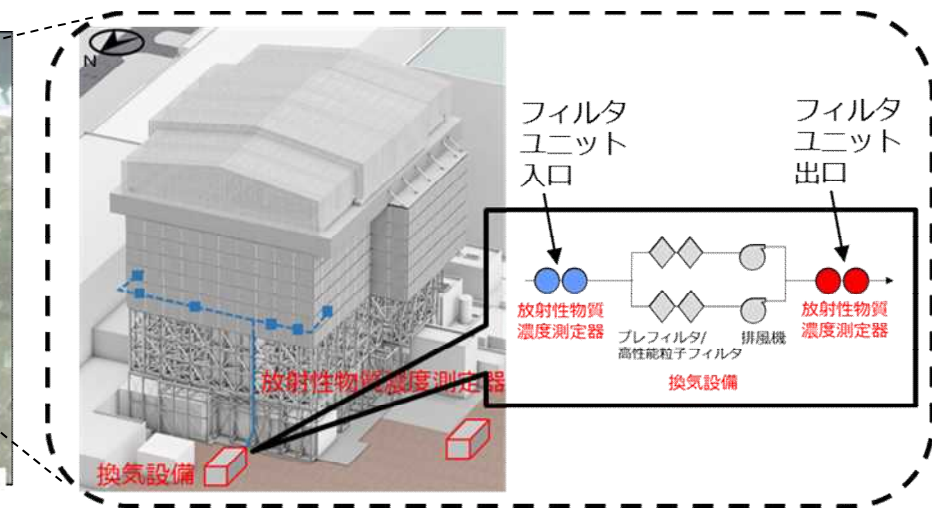 N
フィルタ
ユニット
入口
フィルタ
ユニット
出口
放射性物質
濃度測定器
プレフィルタ/
高性能粒子フィルタ
排風機
放射性物質
濃度測定器
換気設備
放射性物質濃度測定器
換気設備